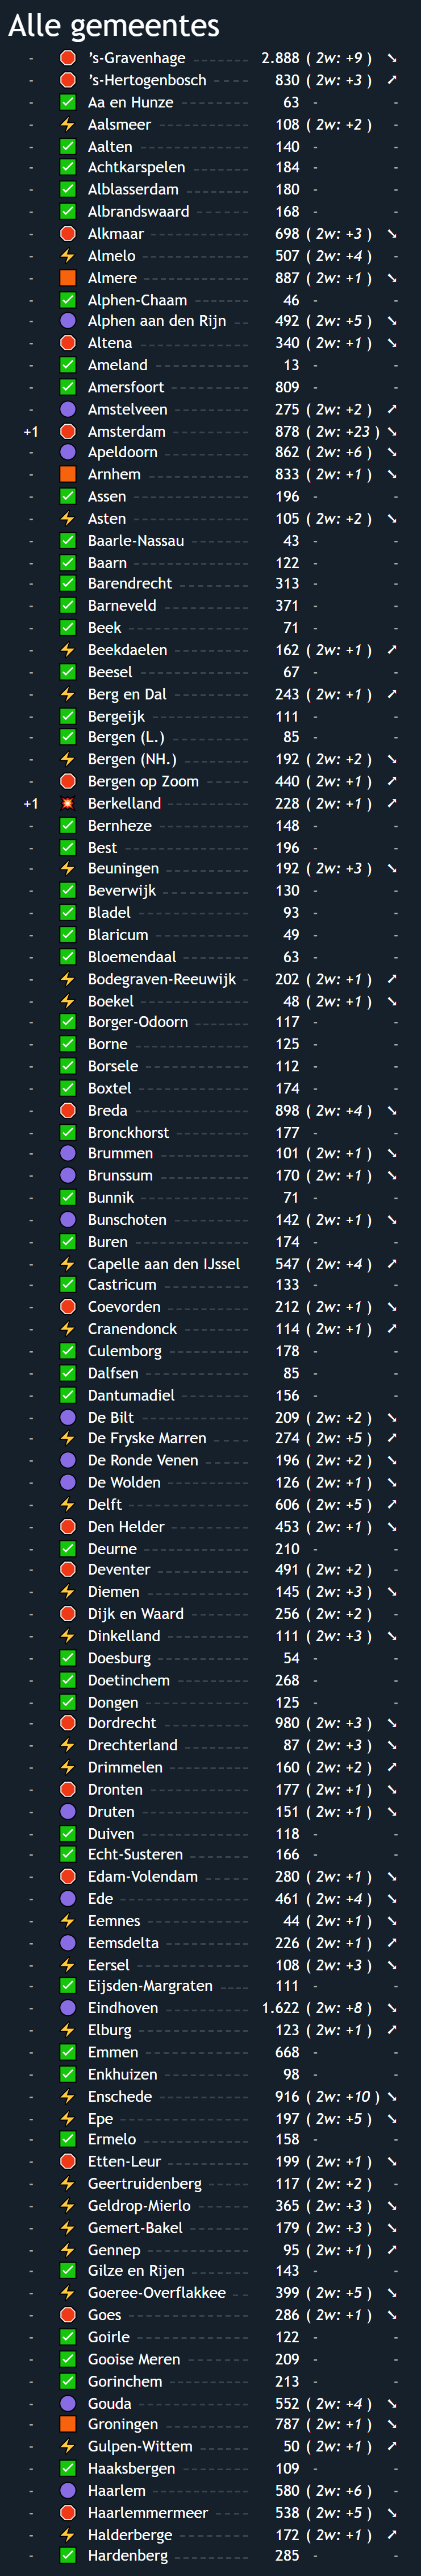 Alle gemeentes
- 's-Gravenhage 2.888 ( 2w: +9 ) ↘
- 's-Hertogenbosch 830 ( 2w: +3 ) ↗
- Aa en Hunze 63 - -
- Aalsmeer 108 ( 2w: +2 ) -
- Aalten 140 - -
- Achtkarspelen 184 - -
- Alblasserdam 180 - -
- Albrandswaard 168 - -
- Alkmaar 698 ( 2w: +3 ) ↘
- Almelo 507 ( 2w: +4 ) -
- Almere 887 ( 2w: +1 ) ↘
- Alphen-Chaam 46 - -
- Alphen aan den Rijn 492 ( 2w: +5 ) ↘
- Altena 340 ( 2w: +1 ) ↘
- Ameland 13 - -
- Amersfoort 809 - -
- Amstelveen 275 ( 2w: +2 ) ↗
+1 Amsterdam 878 ( 2w: +23 ) ↘
- Apeldoorn 862 ( 2w: +6 ) ↘
- Arnhem 833 ( 2w: +1 ) ↘
- Assen 196 - -
- Asten 105 ( 2w: +2 ) ↘
- Baarle-Nassau 43 - -
- Baarn 122 - -
- Barendrecht 313 - -
- Barneveld 371 - -
- Beek 71 - -
- Beekdaelen 162 ( 2w: +1 ) ↗
- Beesel 67 - -
- Berg en Dal 243 ( 2w: +1 ) ↗
- Bergeijk 111 - -
- Bergen (L.) 85 - -
- Bergen (NH.) 192 ( 2w: +2 ) ↘
- Bergen op Zoom 440 ( 2w: +1 ) ↗
+1 Berkelland 228 ( 2w: +1 ) ↗
- Bernheze 148 - -
- Best 196 - -
- Beuningen 192 ( 2w: +3 ) ↘
- Beverwijk 130 - -
- Bladel 93 - -
- Blaricum 49 - -
- Bloemendaal 63 - -
- Bodegraven-Reeuwijk 202 ( 2w: +1 ) ↗
- Boekel 48 ( 2w: +1 ) ↘
- Borger-Odoorn 117 - -
- Borne 125 - -
- Borsele 112 - -
- Boxtel 174 - -
- Breda 898 ( 2w: +4 ) ↘
- Bronckhorst 177 - -
- Brummen 101 ( 2w: +1 ) ↘
- Brunssum 170 ( 2w: +1 ) ↘
- Bunnik 71 - -
- Bunschoten 142 ( 2w: +1 ) ↘
- Buren 174 - -
- Capelle aan den IJssel 547 ( 2w: +4 ) ↗
- Castricum 133 - -
- Coevorden 212 ( 2w: +1 ) ↘
- Cranendonck 114 ( 2w: +1 ) ↗
- Culemborg 178 - -
- Dalfsen 85 - -
- Dantumadiel 156 - -
- De Bilt 209 ( 2w: +2 ) ↘
- De Fryske Marren 274 ( 2w: +5 ) ↗
- De Ronde Venen 196 ( 2w: +2 ) ↘
- De Wolden 126 ( 2w: +1 ) ↘
- Delft 606 ( 2w: +5 ) ↗
- Den Helder 453 ( 2w: +1 ) ↘
- Deurne 210 - -
- Deventer 491 ( 2w: +2 ) -
- Diemen 145 ( 2w: +3 ) ↘
- Dijk en Waard 256 ( 2w: +2 ) -
- Dinkelland 111 ( 2w: +3 ) ↘
- Doesburg 54 - -
- Doetinchem 268 - -
- Dongen 125 - -
- Dordrecht 980 ( 2w: +3 ) ↘
- Drechterland 87 ( 2w: +3 ) ↘
- Drimmelen 160 ( 2w: +2 ) ↗
- Dronten 177 ( 2w: +1 ) ↘
- Druten 151 ( 2w: +1 ) ↘
- Duiven 118 - -
- Echt-Susteren 166 - -
- Edam-Volendam 280 ( 2w: +1 ) ↘
- Ede 461 ( 2w: +4 ) ↘
- Eemnes 44 ( 2w: +1 ) ↘
- Eemsdelta 226 ( 2w: +1 ) ↗
- Eersel 108 ( 2w: +3 ) ↘
- Eijsden-Margraten 111 - -
- Eindhoven 1.622 ( 2w: +8 ) ↘
- Elburg 123 ( 2w: +1 ) ↗
- Emmen 668 - -
- Enkhuizen 98 - -
- Enschede 916 ( 2w: +10 ) ↘
- Epe 197 ( 2w: +5 ) ↘
- Ermelo 158 - -
- Etten-Leur 199 ( 2w: +1 ) ↘
- Geertruidenberg 117 ( 2w: +2 ) -
- Geldrop-Mierlo 365 ( 2w: +3 ) ↘
- Gemert-Bakel 179 ( 2w: +3 ) ↘
- Gennep 95 ( 2w: +1 ) ↗
- Gilze en Rijen 143 - -
- Goeree-Overflakkee 399 ( 2w: +5 ) ↘
- Goes 286 ( 2w: +1 ) ↘
- Goirle 122 - -
- Gooise Meren 209 - -
- Gorinchem 213 - -
- Gouda 552 ( 2w: +4 ) ↘
- Groningen 787 ( 2w: +1 ) ↘
- Gulpen-Wittem 50 ( 2w: +1 ) ↗
- Haaksbergen 109 - -
- Haarlem 580 ( 2w: +6 ) -
- Haarlemmermeer 538 ( 2w: +5 ) ↘
- Halderberge 172 ( 2w: +1 ) ↗
- Hardenberg 285 - -